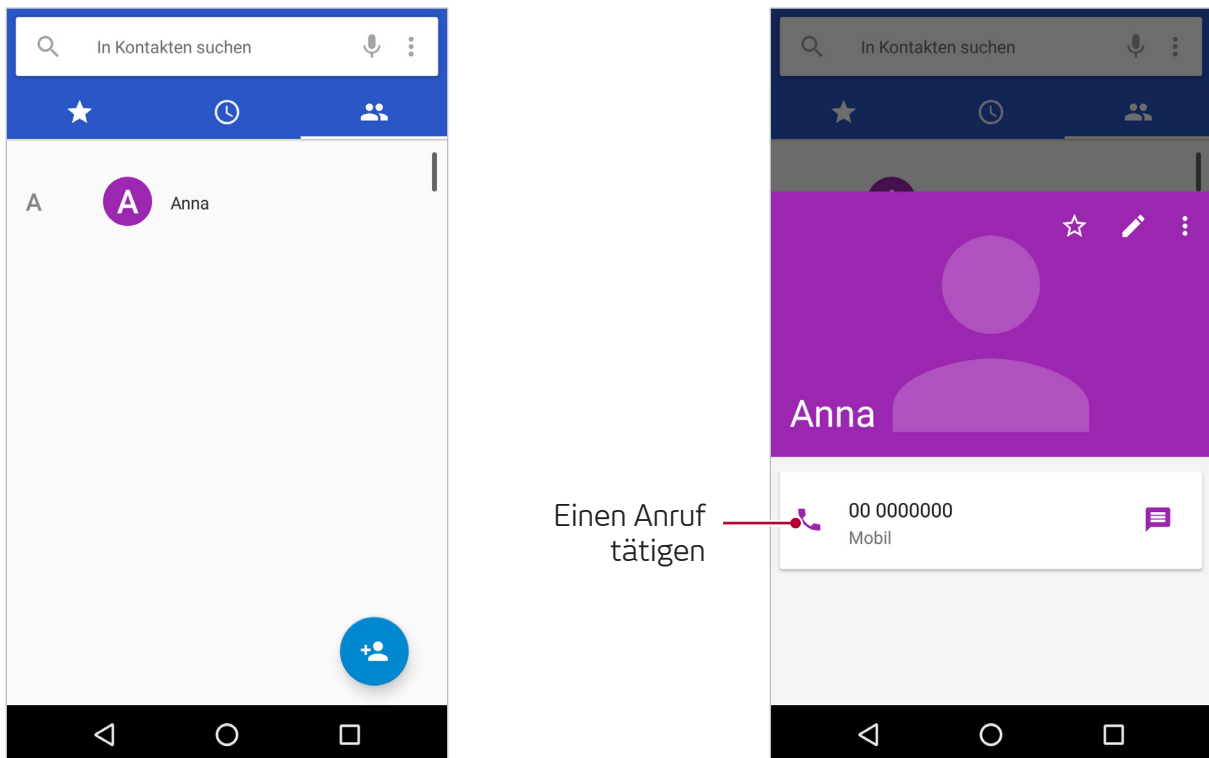 In Kontakten suchen
A
A
Anna
In Kontakten suchen
Anna
Einen Anruf
tätigen
00 0000000
Mobil